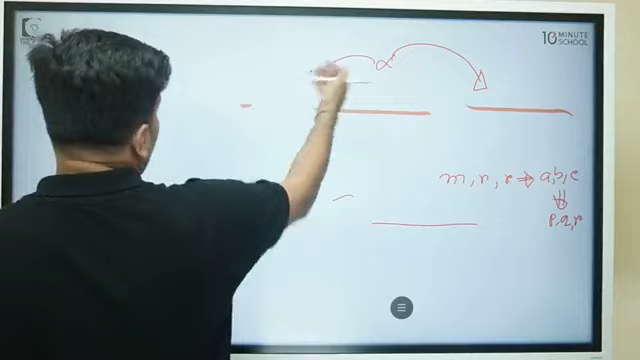 10 MINUTE
SCHOOL
α
m, n, r ⇒ a, b, c
⇓
p, q, r